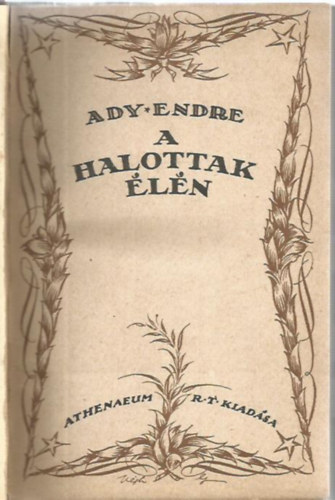 ADY * ENDRE
A
HALOTTAK
ÉLÉN
ATHENAEUM R·T·KIADÁSA